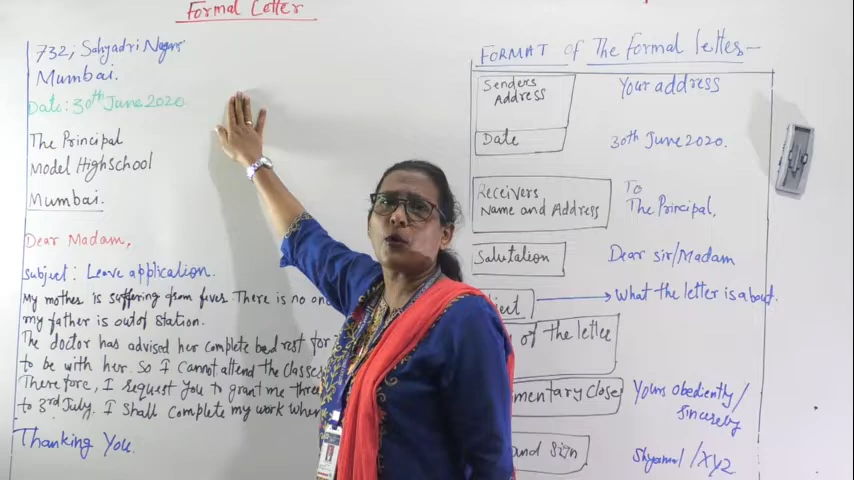 Formal Letter
732, Sahyadri Nagar
Mumbai.
Date: 30th June 2020
The Principal
Model Highschool
Mumbai.
Dear Madam,
Subject: Leave application.
My mother is suffering from fever. There is no one
my father is out of station.
The doctor has advised her complete bed rest for
to be with her. So I cannot attend the classes
Therefore, I request you to grant me
to 3rd July. I shall complete my work when
Thanking You.
FORMAT of The formal letter-
Senders Address
Your address
Date
30th June 2020.
Receivers Name and Address
To
The Principal,
Salutation
Dear sir/Madam
What the letter is about.
of the letter
mentary Close
Yours obediently/
sincerely
and Sign
Shyamal/XYZ